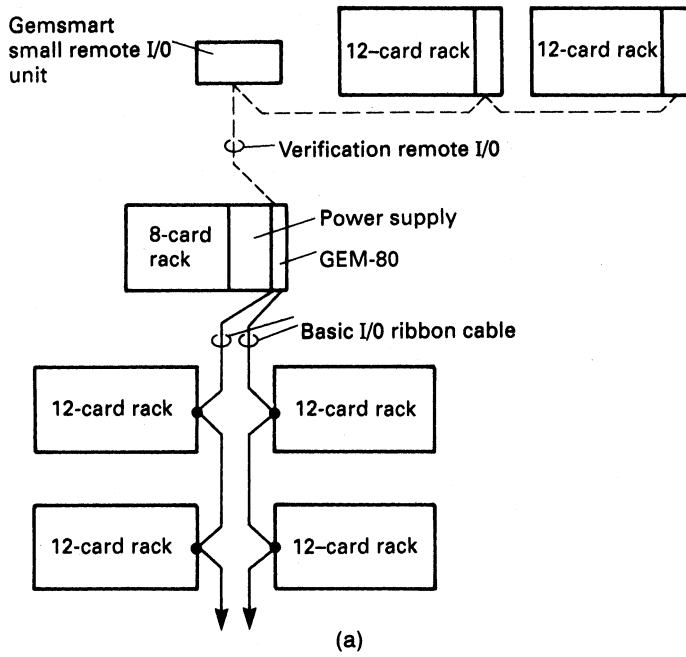 Gemsmart
small remote I/0
unit
12–card rack
12-card rack
Verification remote I/0
8-card
rack
Power supply
GEM-80
Basic I/0 ribbon cable
12-card rack
12-card rack
12-card rack
12–card rack
(a)